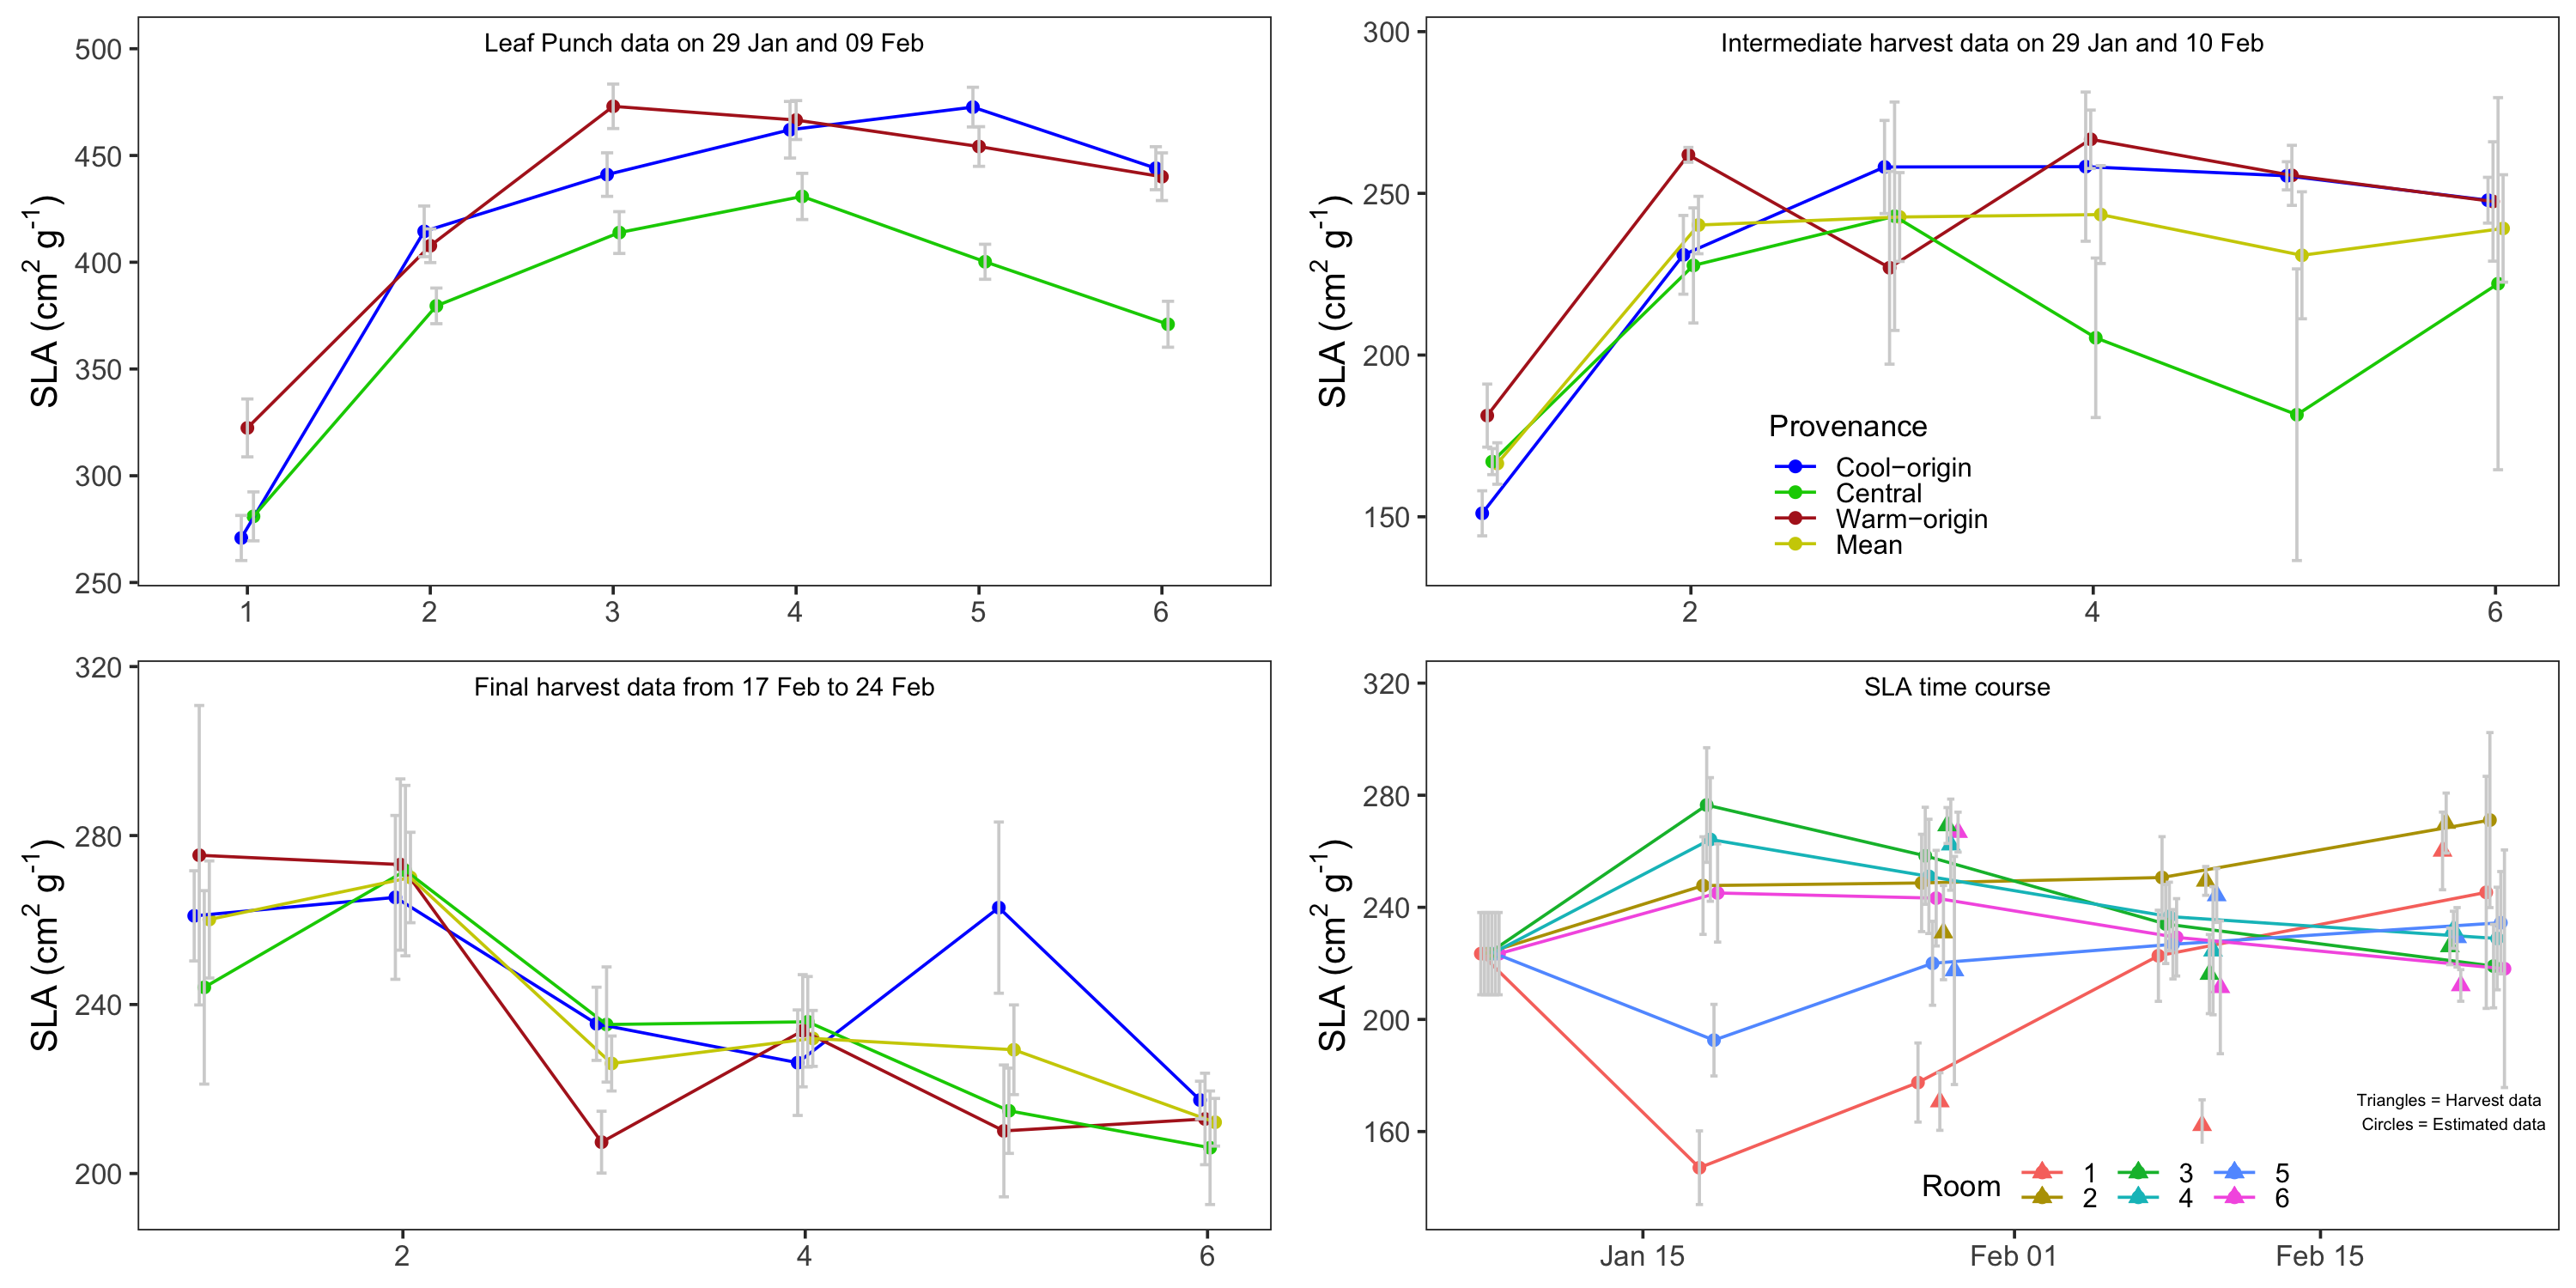 Leaf Punch data on 29 Jan and 09 Feb
SLA (cm² g⁻¹)
500
450
400
350
300
250
1 2 3 4 5 6
Intermediate harvest data on 29 Jan and 10 Feb
SLA (cm² g⁻¹)
300
250
200
150
Provenance
Cool−origin
Central
Warm−origin
Mean
2 4 6
Final harvest data from 17 Feb to 24 Feb
SLA (cm² g⁻¹)
320
280
240
200
2 4 6
SLA time course
SLA (cm² g⁻¹)
320
280
240
200
160
Triangles = Harvest data
Circles = Estimated data
Room
1 3 5
2 4 6
Jan 15 Feb 01 Feb 15